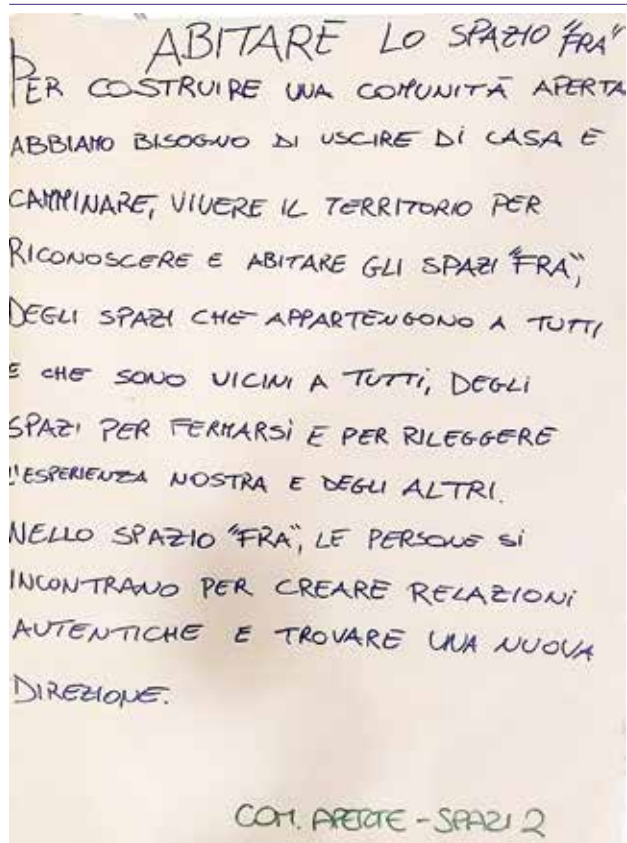 "ABITARE LO SPAZIO "FRA"
PER COSTRUIRE UNA COMUNITÀ APERTA
ABBIAMO BISOGNO DI USCIRE DI CASA E
CAMMINARE, VIVERE IL TERRITORIO PER
RICONOSCERE E ABITARE GLI SPAZI "FRA",
DEGLI SPAZI CHE APPARTENGONO A TUTTI
E CHE SONO VICINI A TUTTI, DEGLI
SPAZI PER FERMARSI E PER RILEGGERE
L'ESPERIENZA NOSTRA E DEGLI ALTRI.
NELLO SPAZIO "FRA", LE PERSONE SI
INCONTRANO PER CREARE RELAZIONI
AUTENTICHE E TROVARE UNA NUOVA
DIREZIONE.
COM. APERTE - SPAZI 2